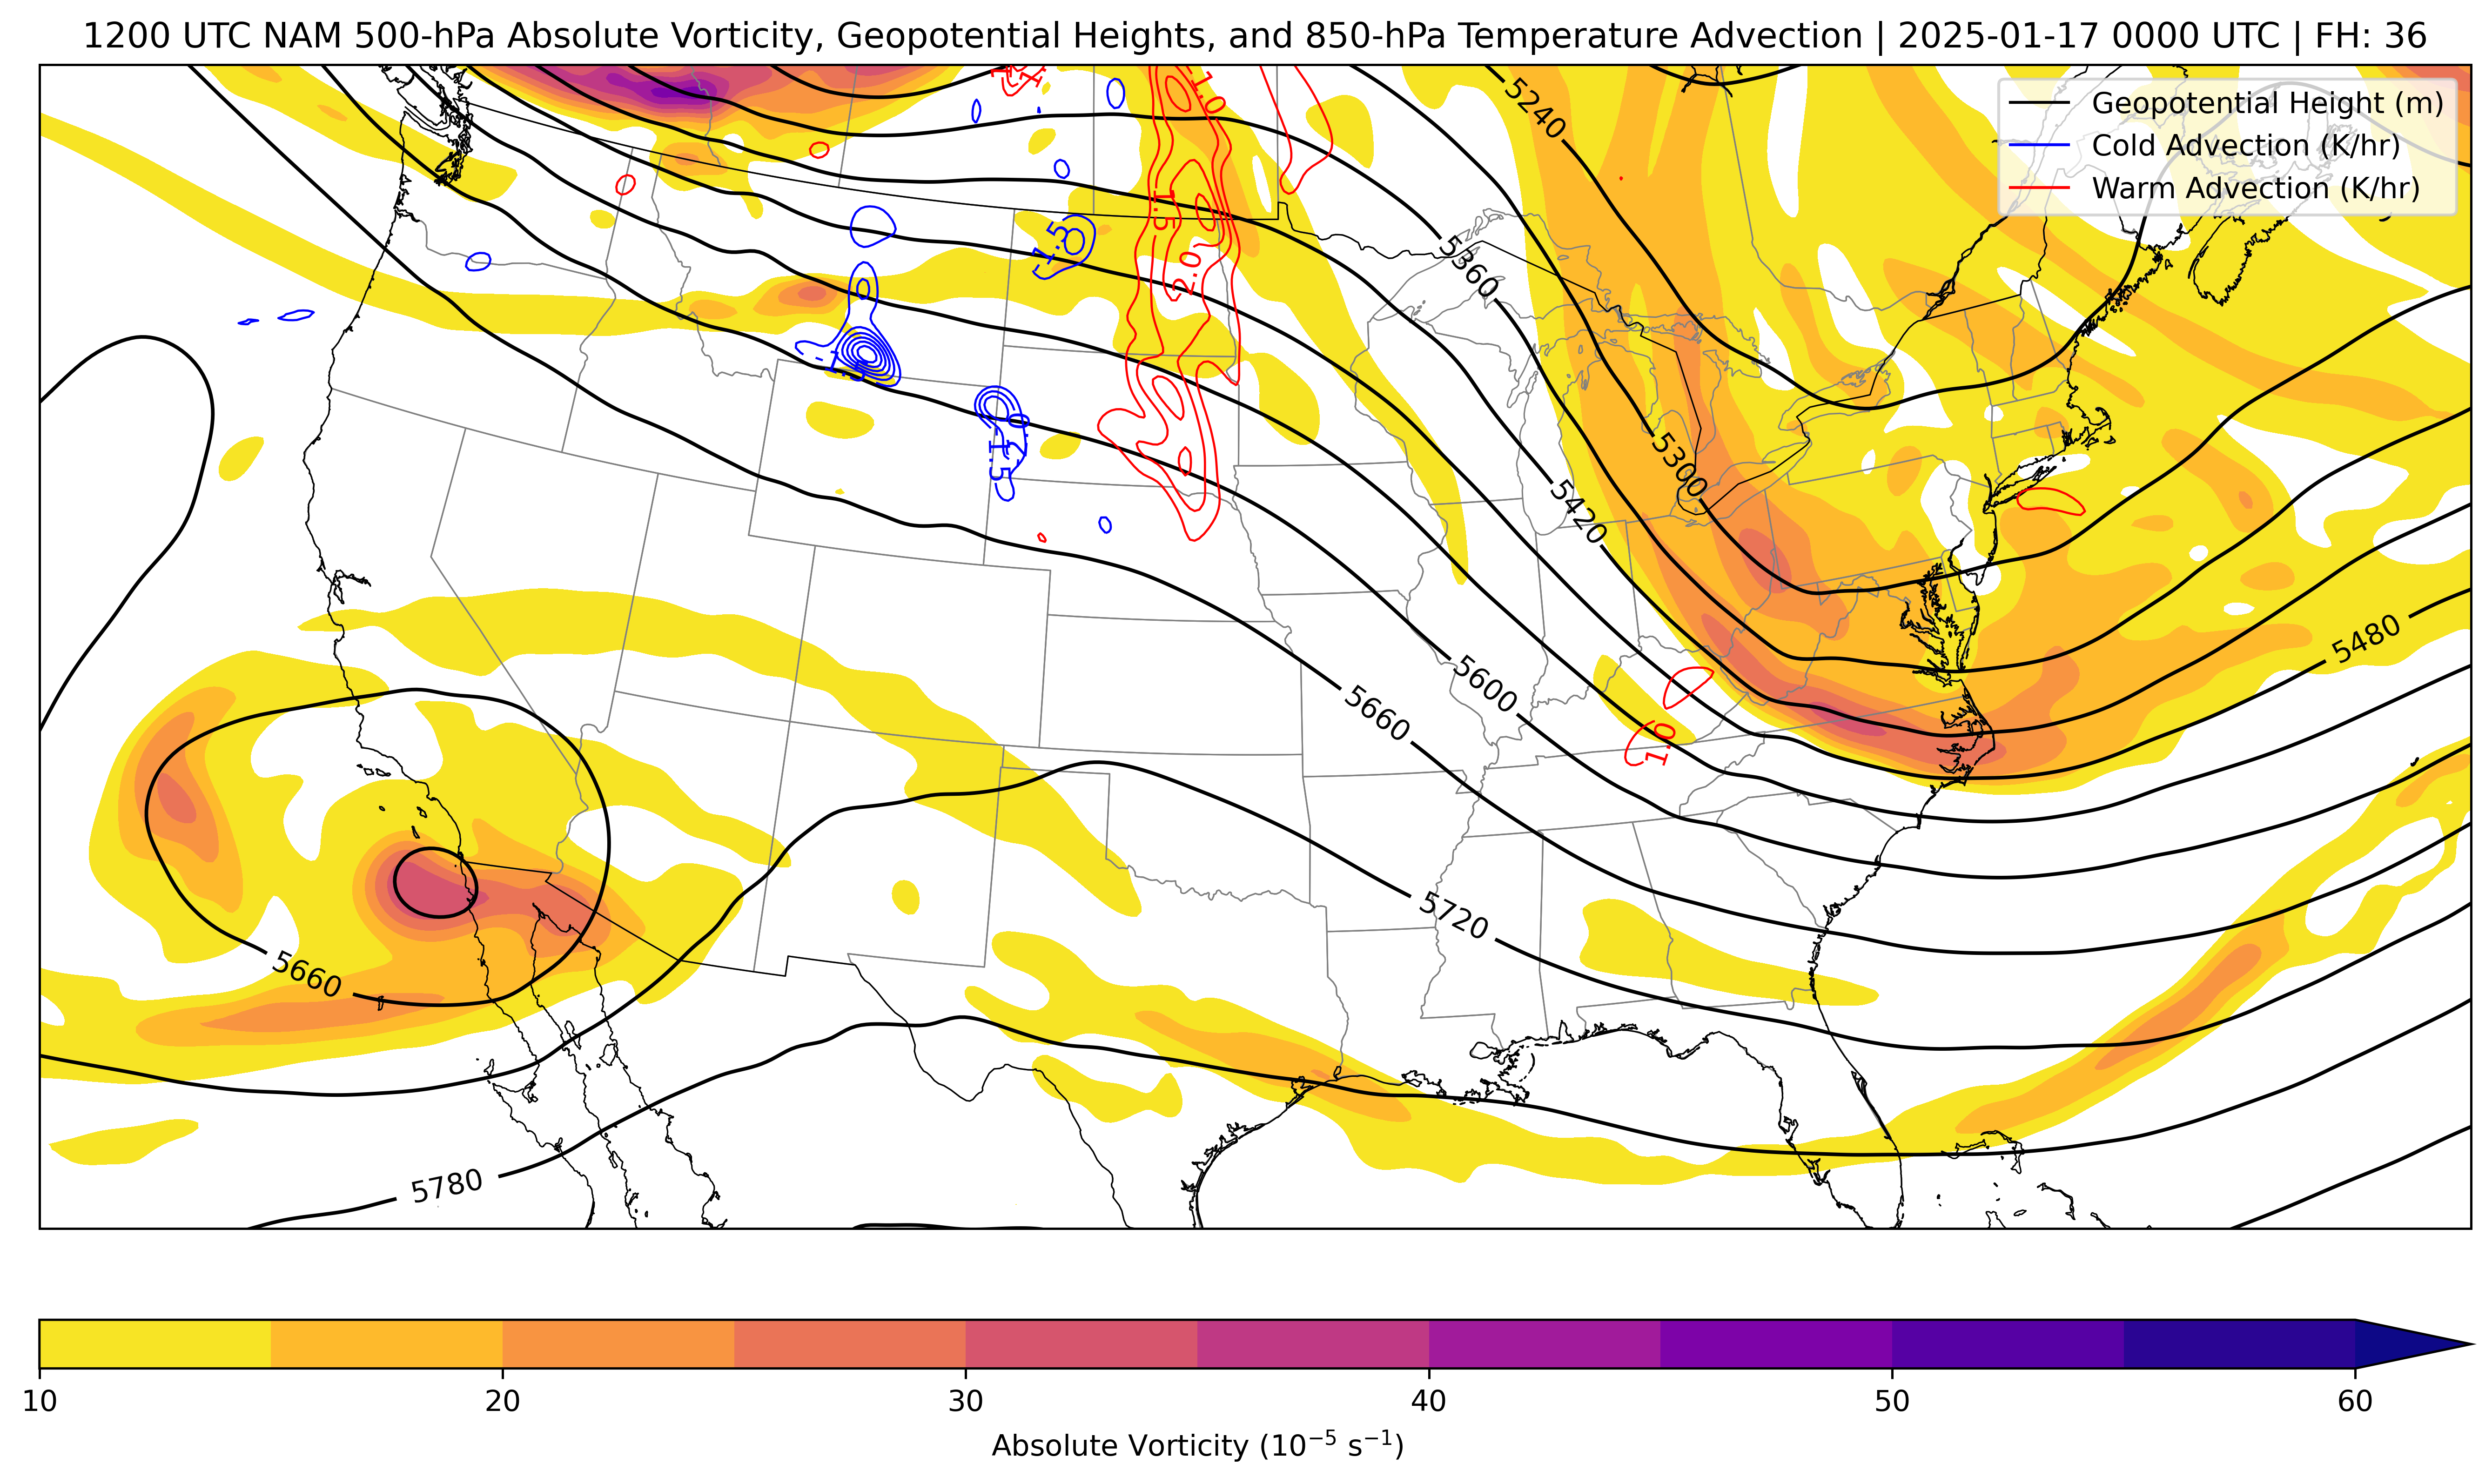 1200 UTC NAM 500-hPa Absolute Vorticity, Geopotential Heights, and 850-hPa Temperature Advection | 2025-01-17 0000 UTC | FH: 36
Geopotential Height (m)
Cold Advection (K/hr)
Warm Advection (K/hr)
5240
1.0
-1.5
1.5
2.0
5360
5300
5420
-1.5
5480
5600
5660
1.0
5720
5660
5780
10 20 30 40 50 60
Absolute Vorticity (10⁻⁵ s⁻¹)